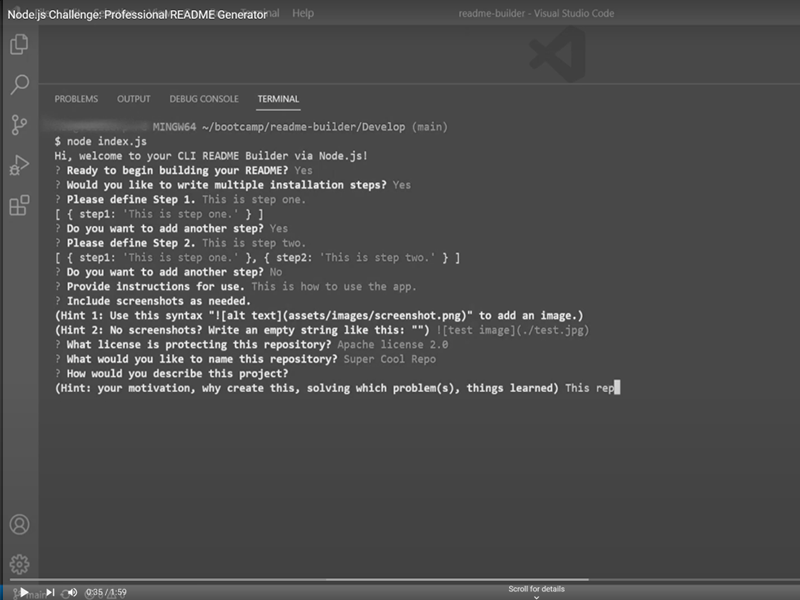 Node.js Challenge: Professional README Generator
Help
readme-builder - Visual Studio Code
PROBLEMS OUTPUT DEBUG CONSOLE TERMINAL
MINGW64 ~/bootcamp/readme-builder/Develop (main)
$ node index.js
Hi, welcome to your CLI README Builder via Node.js!
? Ready to begin building your README? Yes
? Would you like to write multiple installation steps? Yes
? Please define Step 1. This is step one.
[ { step1: 'This is step one.' } ]
? Do you want to add another step? Yes
? Please define Step 2. This is step two.
[ { step1: 'This is step one.' }, { step2: 'This is step two.' } ]
? Do you want to add another step? No
? Provide instructions for use. This is how to use the app.
? Include screenshots as needed.
(Hint 1: Use this syntax "![alt text](assets/images/screenshot.png)" to add an image.)
(Hint 2: No screenshots? Write an empty string like this: "") ![test image](./test.jpg)
? What license is protecting this repository? Apache license 2.0
? What would you like to name this repository? Super Cool Repo
? How would you describe this project?
(Hint: your motivation, why create this, solving which problem(s), things learned) This rep
0:35 / 1:59
Scroll for details